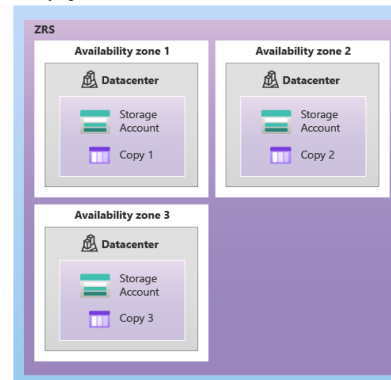 ZRS
Availability zone 1
Datacenter
Storage
Account
Copy 1
Availability zone 2
Datacenter
Storage
Account
Copy 2
Availability zone 3
Datacenter
Storage
Account
Copy 3